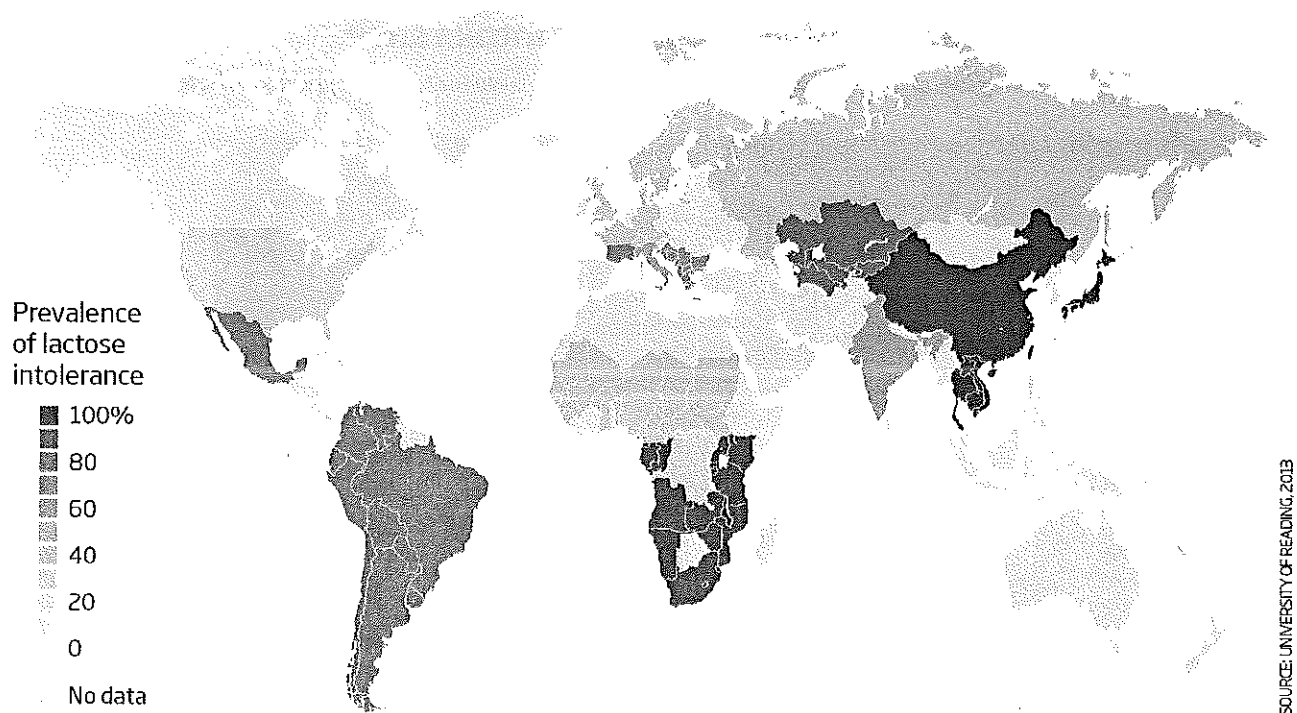 Prevalence
of lactose
intolerance
100%
80
60
40
20
0
No data
SOURCE: UNIVERSITY OF READING, 2013